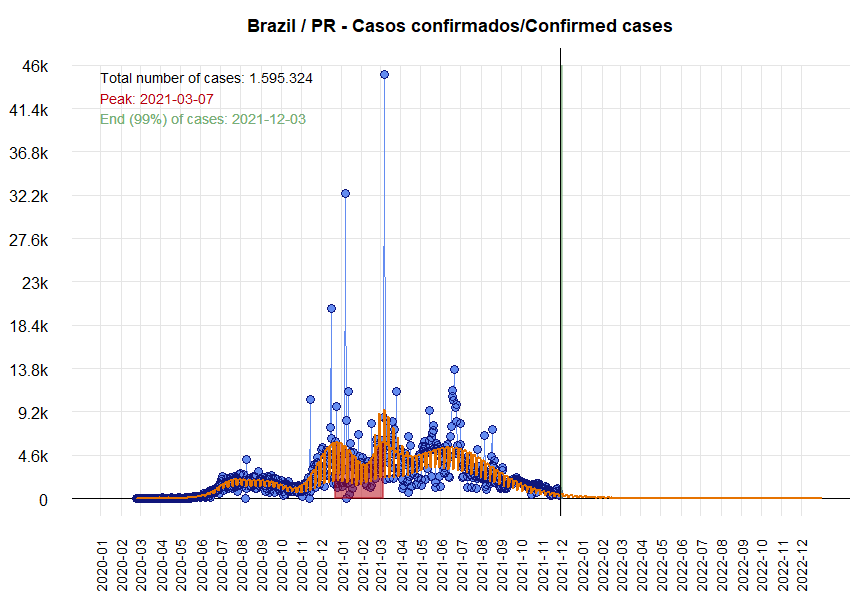 Brazil / PR - Casos confirmados/Confirmed cases
Total number of cases: 1.595.324
Peak: 2021-03-07
End (99%) of cases: 2021-12-03
46k
41.4k
36.8k
32.2k
27.6k
23k
18.4k
13.8k
9.2k
4.6k
0
2020-01
2020-02
2020-03
2020-04
2020-05
2020-06
2020-07
2020-08
2020-09
2020-10
2020-11
2020-12
2021-01
2021-02
2021-03
2021-04
2021-05
2021-06
2021-07
2021-08
2021-09
2021-10
2021-11
2021-12
2022-01
2022-02
2022-03
2022-04
2022-05
2022-06
2022-07
2022-08
2022-09
2022-10
2022-11
2022-12